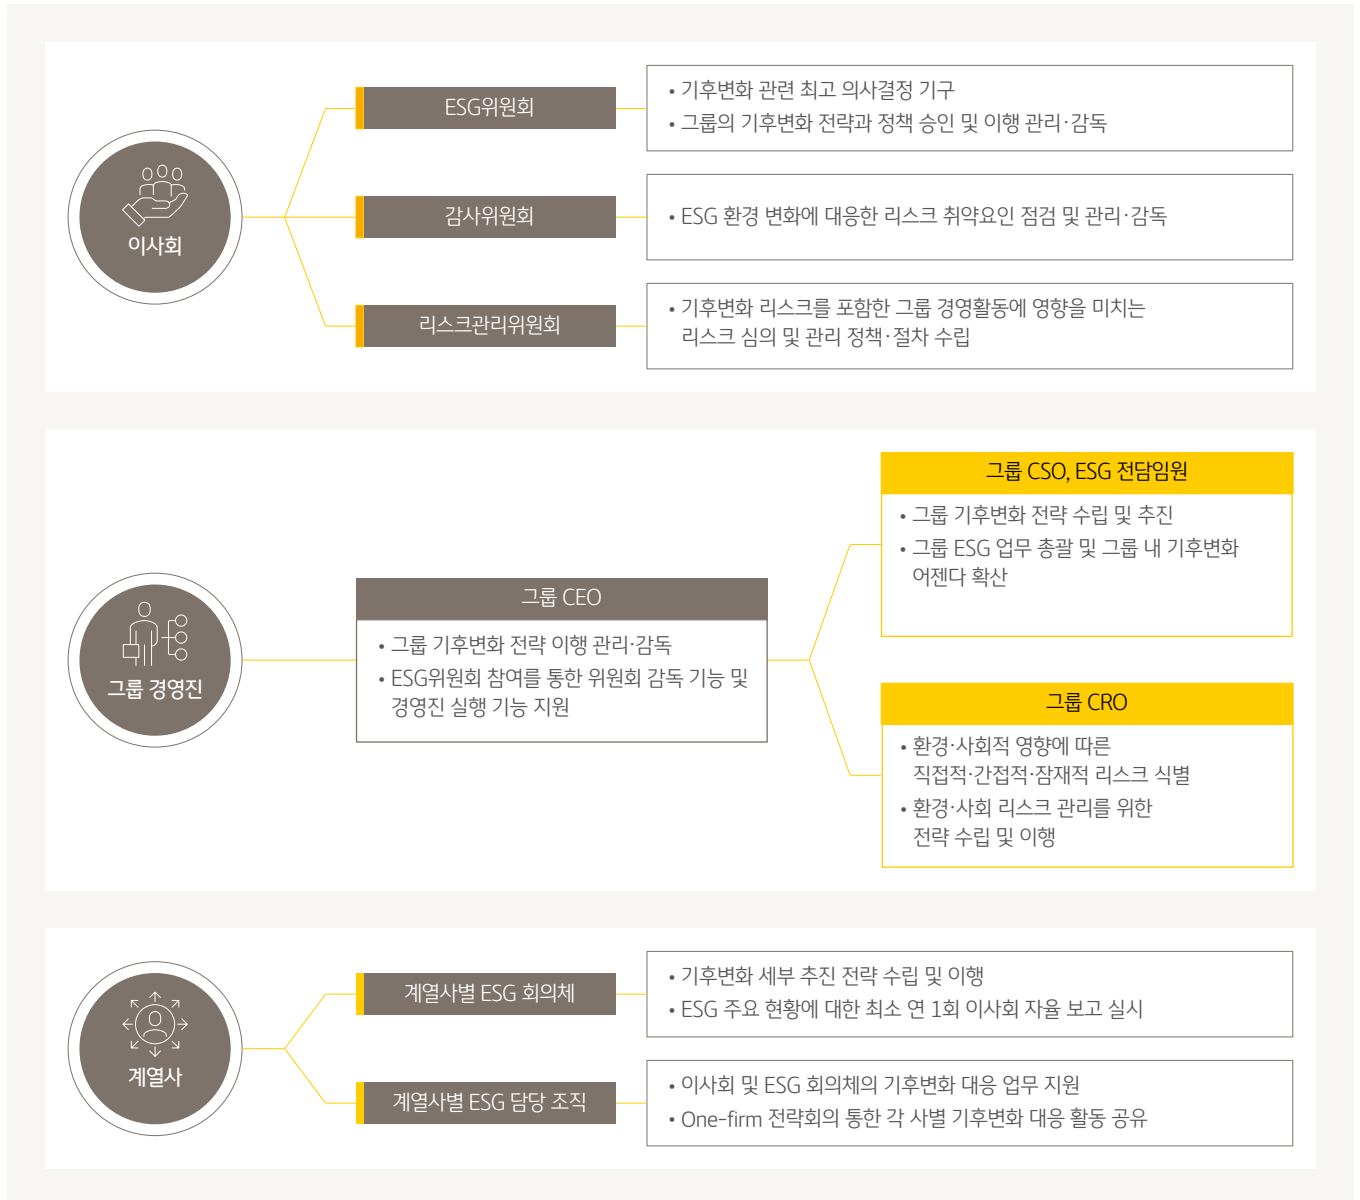 이사회
ESG위원회
• 기후변화 관련 최고 의사결정 기구
• 그룹의 기후변화 전략과 정책 승인 및 이행 관리·감독
감사위원회
• ESG 환경 변화에 대응한 리스크 취약요인 점검 및 관리·감독
리스크관리위원회
• 기후변화 리스크를 포함한 그룹 경영활동에 영향을 미치는
리스크 심의 및 관리 정책·절차 수립
그룹 경영진
그룹 CEO
• 그룹 기후변화 전략 이행 관리·감독
• ESG위원회 참여를 통한 위원회 감독 기능 및
경영진 실행 기능 지원
그룹 CSO, ESG 전담임원
• 그룹 기후변화 전략 수립 및 추진
• 그룹 ESG 업무 총괄 및 그룹 내 기후변화
어젠다 확산
그룹 CRO
• 환경·사회적 영향에 따른
직접적·간접적·잠재적 리스크 식별
• 환경·사회 리스크 관리를 위한
전략 수립 및 이행
계열사
계열사별 ESG 회의체
• 기후변화 세부 추진 전략 수립 및 이행
• ESG 주요 현황에 대한 최소 연 1회 이사회 자율 보고 실시
계열사별 ESG 담당 조직
• 이사회 및 ESG 회의체의 기후변화 대응 업무 지원
• One-firm 전략회의 통한 각 사별 기후변화 대응 활동 공유